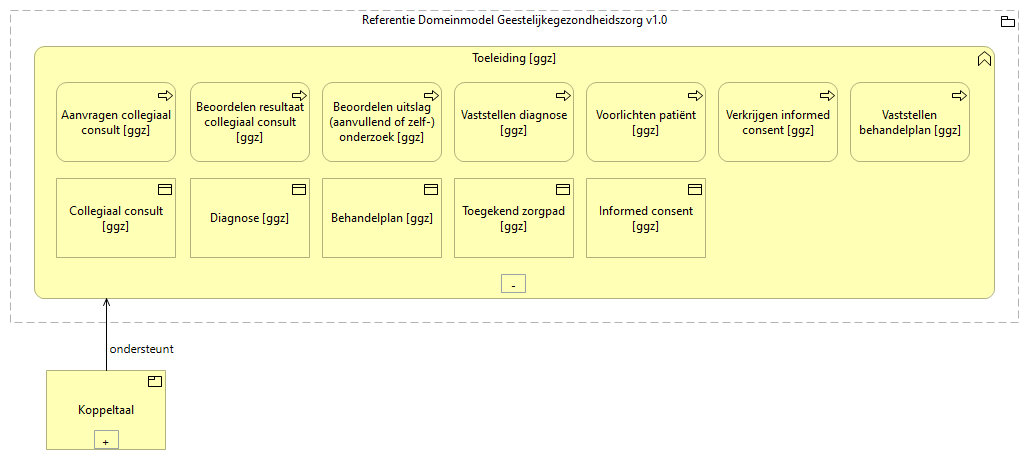 Referentie Domeinmodel Geestelijkegezondheidszorg v1.0
Toeleiding [ggz]
Aanvragen collegiaal
consult [ggz]
Beoordelen resultaat
collegiaal consult
[ggz]
Beoordelen uitslag
(aanvullend of zelf-)
onderzoek [ggz]
Vaststellen diagnose
[ggz]
Voorlichten patiënt
[ggz]
Verkrijgen informed
consent [ggz]
Vaststellen
behandelplan [ggz]
Collegiaal consult
[ggz]
Diagnose [ggz]
Behandelplan [ggz]
Toegekend zorgpad
[ggz]
Informed consent
[ggz]
-
ondersteunt
Koppeltaal
+